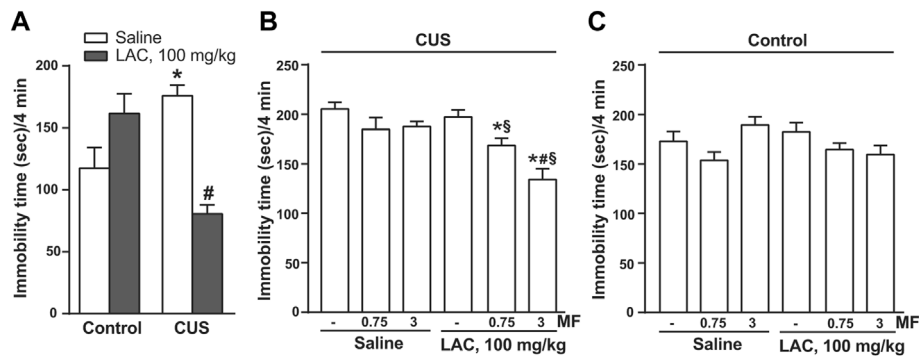 A
Saline
LAC, 100 mg/kg
Immobility time (sec)/4 min
200
150
100
50
0
*
#
Control CUS
B
CUS
Immobility time (sec)/4 min
250
200
150
100
50
0
*§
*#§
- 0.75 3 - 0.75 3 MF
Saline LAC, 100 mg/kg
C
Control
Immobility time (sec)/4 min
250
200
150
100
50
0
- 0.75 3 - 0.75 3 MF
Saline LAC, 100 mg/kg